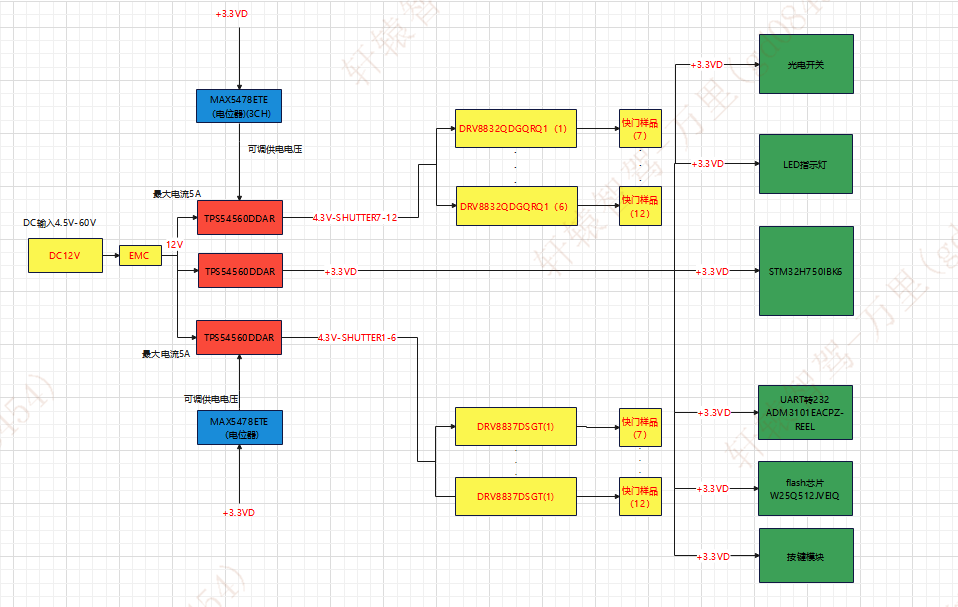 +3.3VD
MAX5478ETE
(电位器)(3CH)
可调供电电压
最大电流5A
DC输入4.5V-60V
DC12V
EMC
12V
TPS54560DDAR
4.3V-SHUTTER7-12
TPS54560DDAR
+3.3VD
TPS54560DDAR
4.3V-SHUTTER1-6
最大电流5A
可调供电电压
MAX5478ETE
(电位器)
+3.3VD
DRV8832QDGQRQ1（1）
快门样品
(7)
DRV8832QDGQRQ1（6）
快门样品
(12)
DRV8837DSGT(1)
快门样品
(7)
DRV8837DSGT(1)
快门样品
(12)
+3.3VD
光电开关
+3.3VD
LED指示灯
+3.3VD
STM32H750IBK6
+3.3VD
UART转232
ADM3101EACPZ-
REEL
+3.3VD
flash芯片
W25Q512JVEIQ
+3.3VD
按键模块